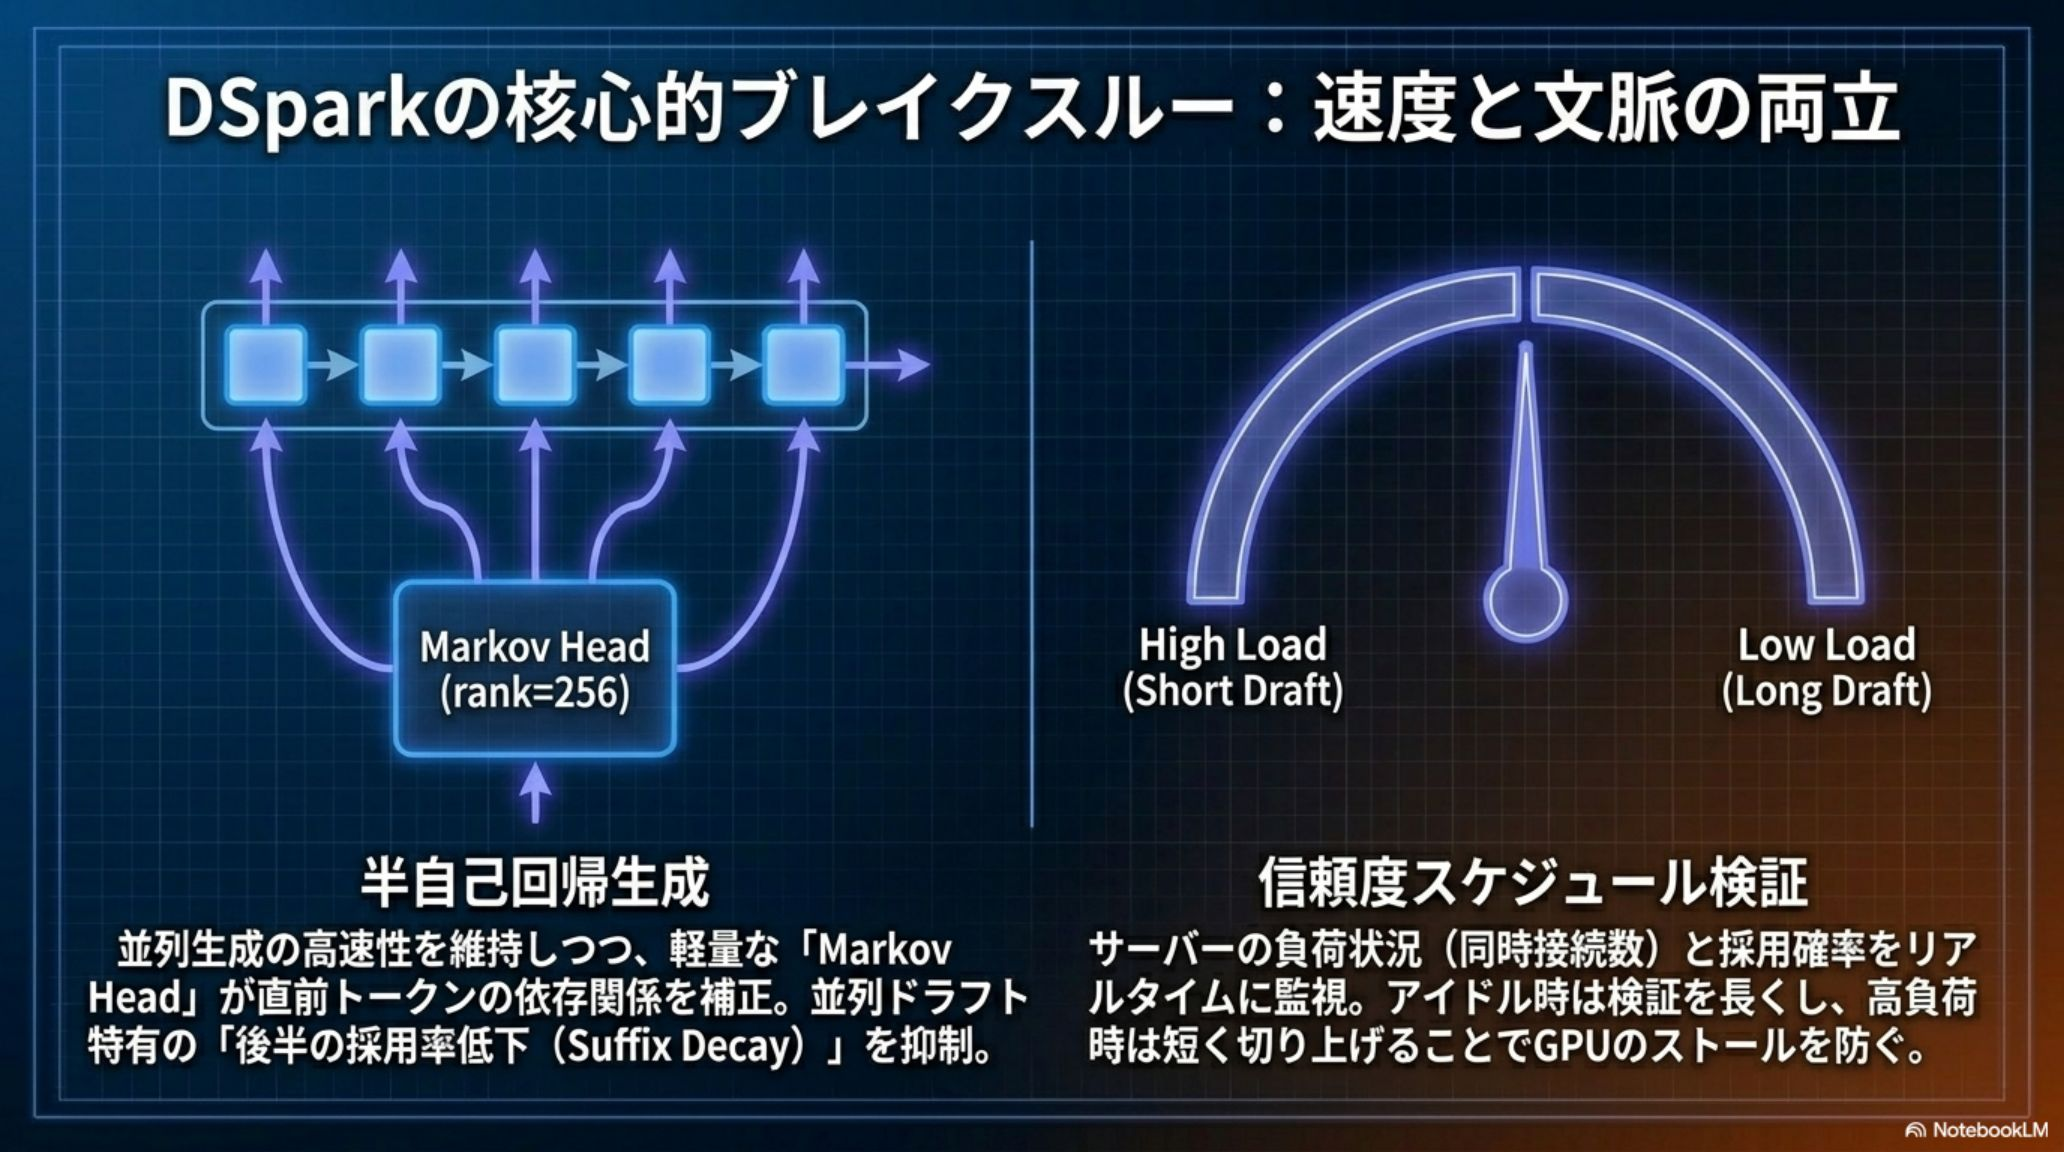 DSparkの核心的ブレイクスルー：速度と文脈の両立
Markov Head
(rank=256)
半自己回帰生成
並列生成の高速性を維持しつつ、軽量な「Markov
Head」が直前トークンの依存関係を補正。並列ドラフト
特有の「後半の採用率低下（Suffix Decay）」を抑制。
High Load
(Short Draft)
Low Load
(Long Draft)
信頼度スケジュール検証
サーバーの負荷状況（同時接続数）と採用確率をリア
ルタイムに監視。アイドル時は検証を長くし、高負荷
時は短く切り上げることでGPUのストールを防ぐ。
NotebookLM